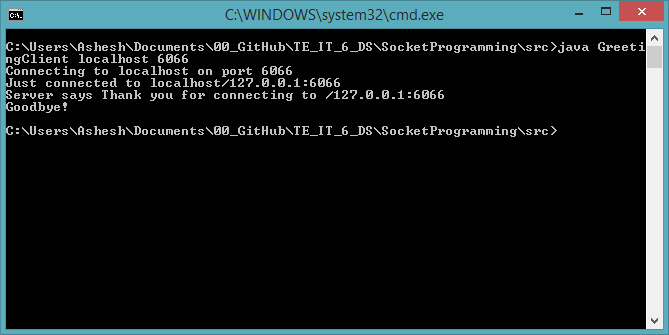 C:\WINDOWS\system32\cmd.exe
C:\Users\Ashesh\Documents\00_GitHub\TE_IT_6_DS\SocketProgramming\src>java Greeti
ngClient localhost 6066
Connecting to localhost on port 6066
Just connected to localhost/127.0.0.1:6066
Server says Thank you for connecting to /127.0.0.1:6066
Goodbye!
C:\Users\Ashesh\Documents\00_GitHub\TE_IT_6_DS\SocketProgramming\src>